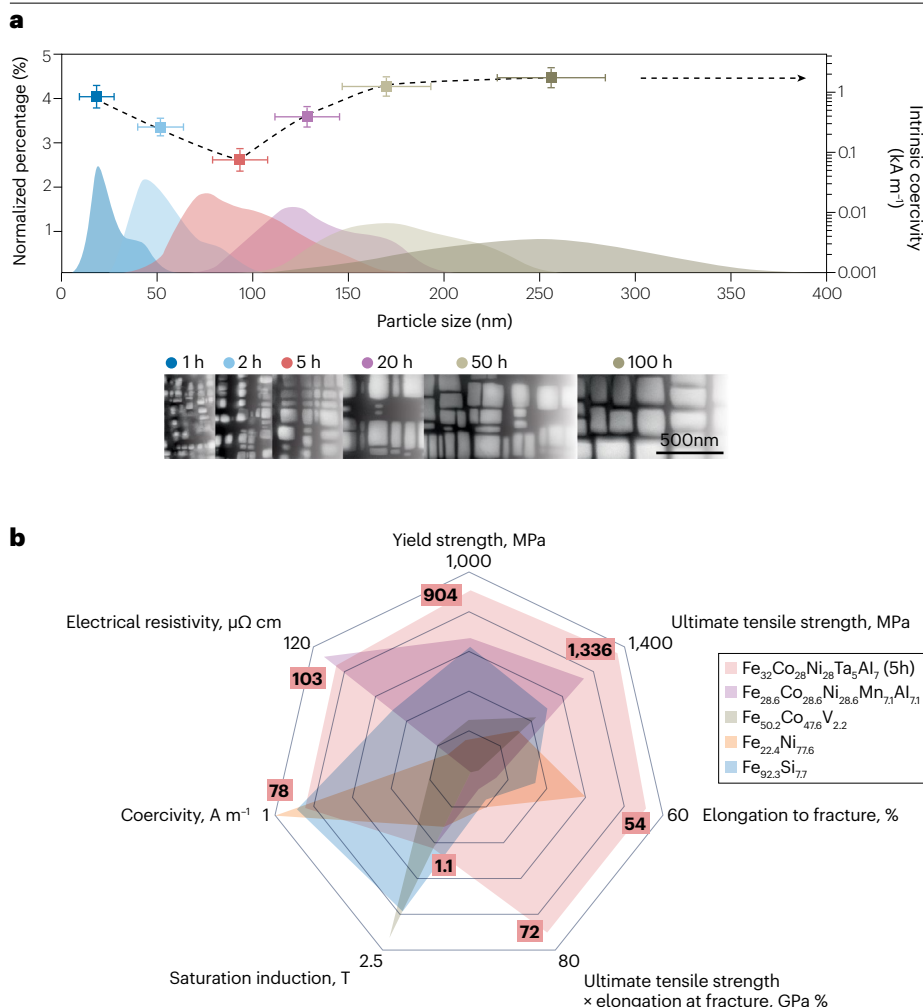 a
Normalized percentage (%)
5
4
3
2
1
0
50
100
150
200
250
300
350
400
Particle size (nm)
1
0.1
0.01
0.001
Intrinsic coercivity
(kA m⁻¹)
1 h
2 h
5 h
20 h
50 h
100 h
500nm
b
Yield strength, MPa
1,000
904
Electrical resistivity, µΩ cm
120
103
Ultimate tensile strength, MPa
1,400
1,336
Fe₃₂Co₂₈Ni₂₈Ta₅Al₇ (5h)
Fe₂₈.₆Co₂₈.₆Ni₂₈.₆Mn₇.₁Al₇.₁
Fe₅₀.₂Co₄₇.₆V₂.₂
Fe₂₂.₄Ni₇₇.₆
Fe₉₂.₃Si₇.₇
78
Coercivity, A m⁻¹
1
60
Elongation to fracture, %
54
1.1
72
2.5
80
Saturation induction, T
Ultimate tensile strength
× elongation at fracture, GPa %